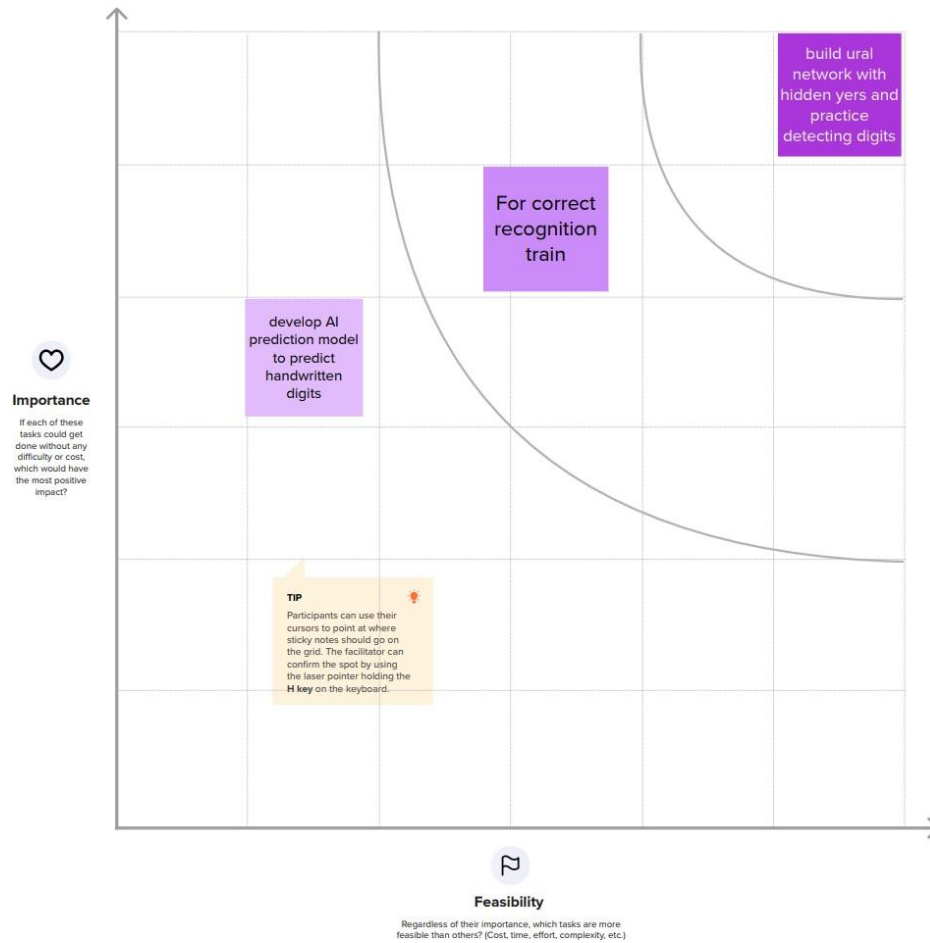 build ural
network with
hidden yers and
practice
detecting digits
For correct
recognition
train
develop AI
prediction model
to predict
handwritten
digits
Importance
If each of these
tasks could get
done without any
difficulty or cost,
which would have
the most positive
impact?
TIP
Participants can use their
cursors to point at where
sticky notes should go on
the grid. The facilitator can
confirm the spot by using
the laser pointer holding the
H key on the keyboard.
Feasibility
Regardless of their importance, which tasks are more
feasible than others? (Cost, time, effort, complexity, etc.)